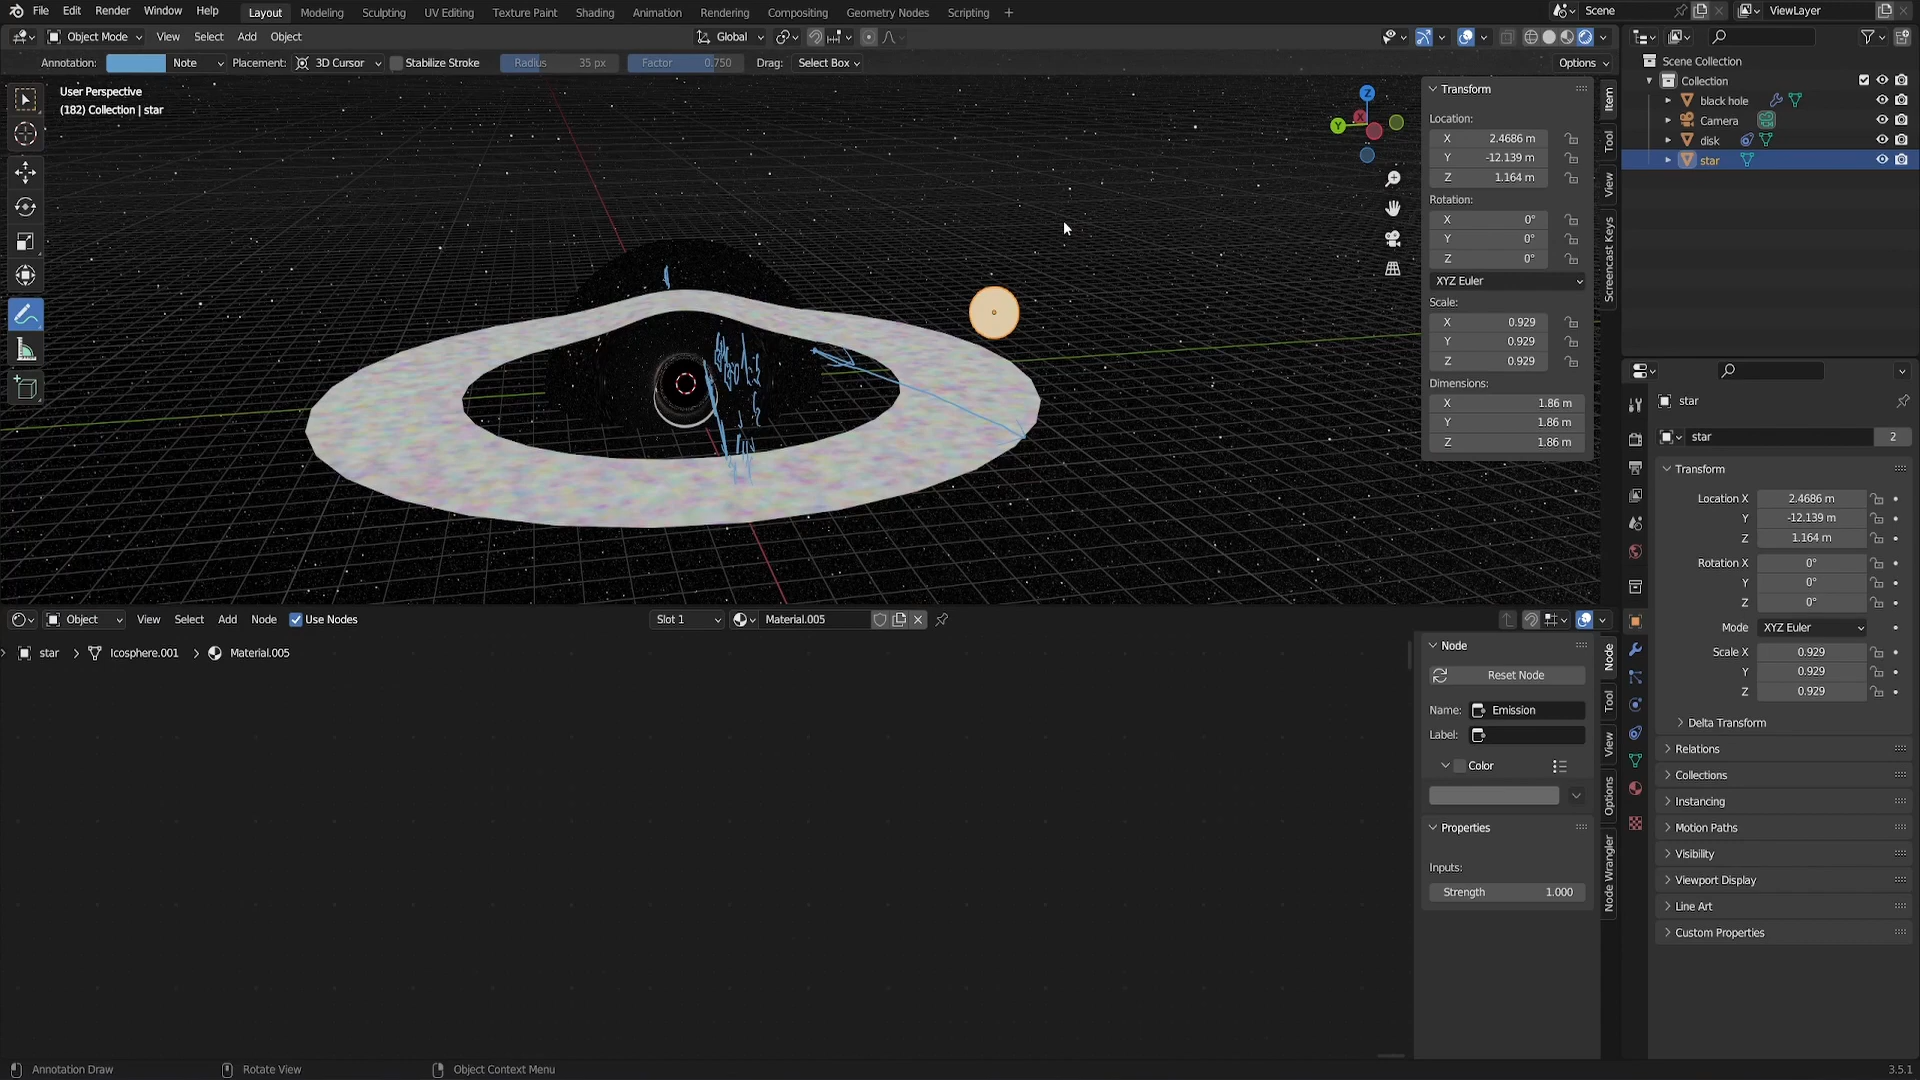 File Edit Render Window Help Layout Modeling Sculpting UV Editing Texture Paint Shading Animation Rendering Compositing Geometry Nodes Scripting + Scene ViewLayer
Object Mode View Select Add Object Global
Annotation: Note Placement: 3D Cursor Stabilize Stroke Radius 35 px Factor 0.750 Drag: Select Box Options
User Perspective
(182) Collection | star
Z
Y
X
Transform
Location:
X 2.4686 m
Y -12.139 m
Z 1.164 m
Rotation:
X 0°
Y 0°
Z 0°
XYZ Euler
Scale:
X 0.929
Y 0.929
Z 0.929
Dimensions:
X 1.86 m
Y 1.86 m
Z 1.86 m
Item
Tool
View
Screencast Keys
Scene Collection
Collection
black hole
Camera
disk
star
star
star 2
Transform
Location X 2.4686 m
Y -12.139 m
Z 1.164 m
Rotation X 0°
Y 0°
Z 0°
Mode XYZ Euler
Scale X 0.929
Y 0.929
Z 0.929
Delta Transform
Relations
Collections
Instancing
Motion Paths
Visibility
Viewport Display
Line Art
Custom Properties
Object View Select Add Node Use Nodes Slot 1 Material.005
star > Icosphere.001 > Material.005
Node
Reset Node
Name: Emission
Label:
Color
Properties
Inputs:
Strength 1.000
Node
Tool
View
Options
Node Wrangler
Annotation Draw Rotate View Object Context Menu 3.5.1